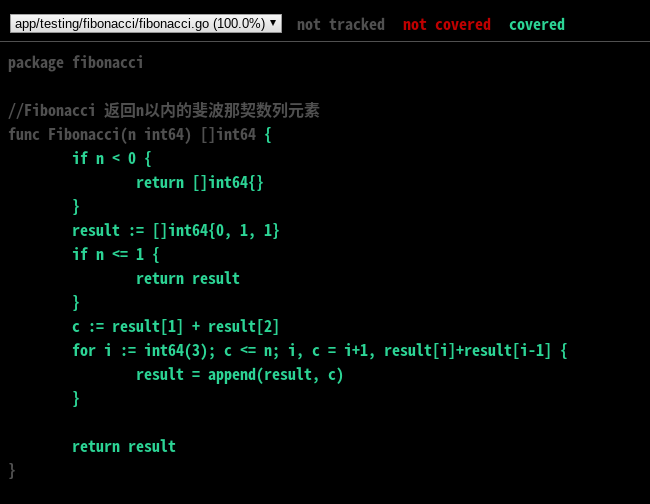 app/testing/fibonacci/fibonacci.go (100.0%) not tracked not covered covered
package fibonacci
//Fibonacci 返回n以内的斐波那契数列元素
func Fibonacci(n int64) []int64 {
        if n < 0 {
                return []int64{}
        }
        result := []int64{0, 1, 1}
        if n <= 1 {
                return result
        }
        c := result[1] + result[2]
        for i := int64(3); c <= n; i, c = i+1, result[i]+result[i-1] {
                result = append(result, c)
        }
        return result
}